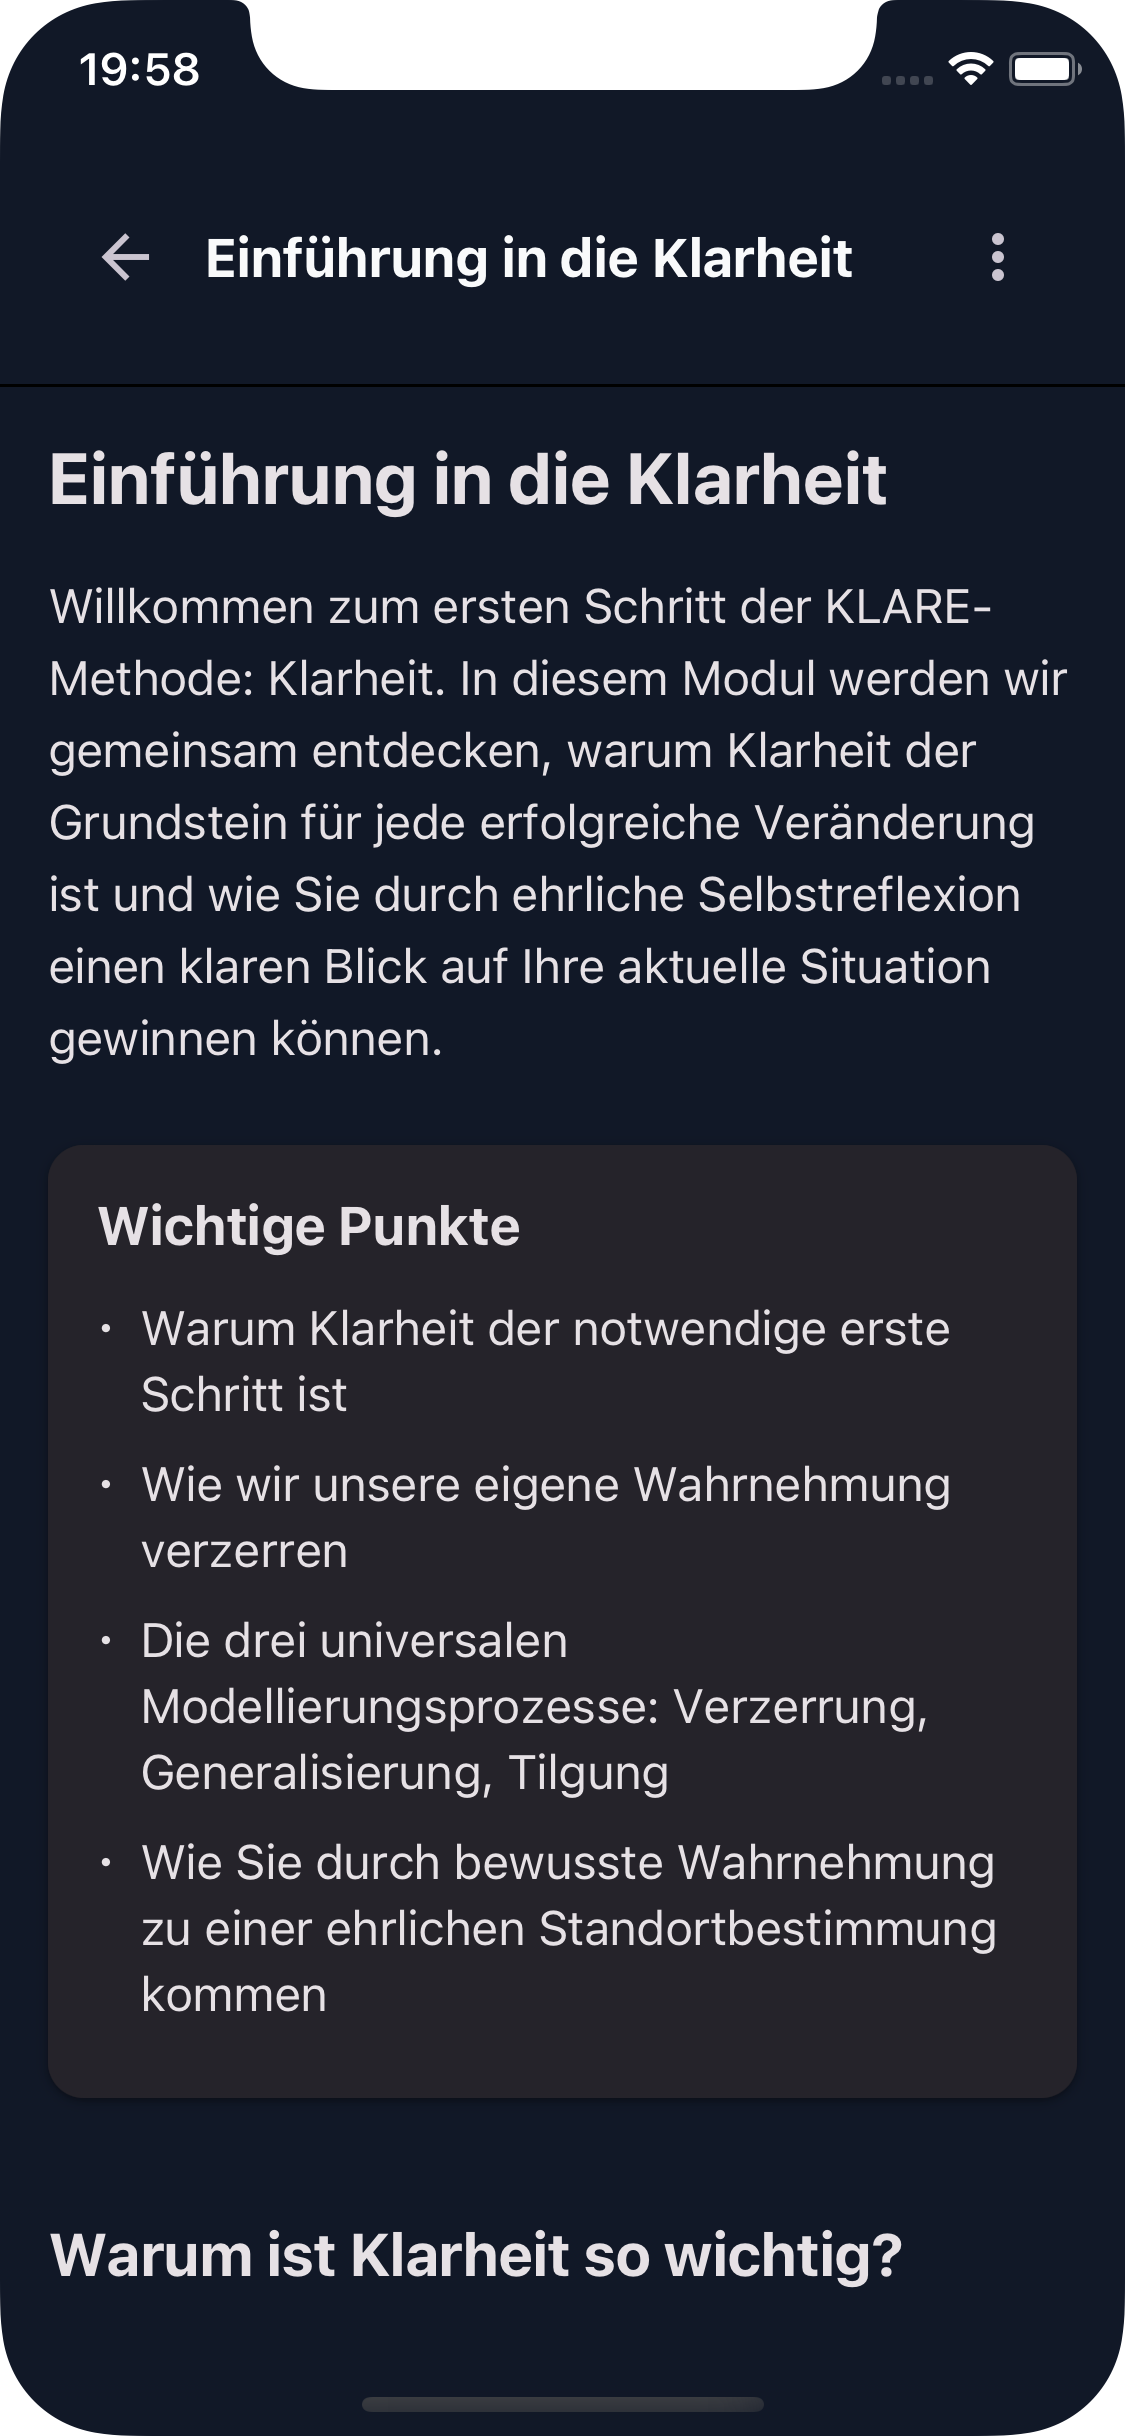 19:58
Einführung in die Klarheit
Einführung in die Klarheit
Willkommen zum ersten Schritt der KLARE-
Methode: Klarheit. In diesem Modul werden wir
gemeinsam entdecken, warum Klarheit der
Grundstein für jede erfolgreiche Veränderung
ist und wie Sie durch ehrliche Selbstreflexion
einen klaren Blick auf Ihre aktuelle Situation
gewinnen können.
Wichtige Punkte
· Warum Klarheit der notwendige erste
Schritt ist
· Wie wir unsere eigene Wahrnehmung
verzerren
· Die drei universalen
Modellierungsprozesse: Verzerrung,
Generalisierung, Tilgung
· Wie Sie durch bewusste Wahrnehmung
zu einer ehrlichen Standortbestimmung
kommen
Warum ist Klarheit so wichtig?